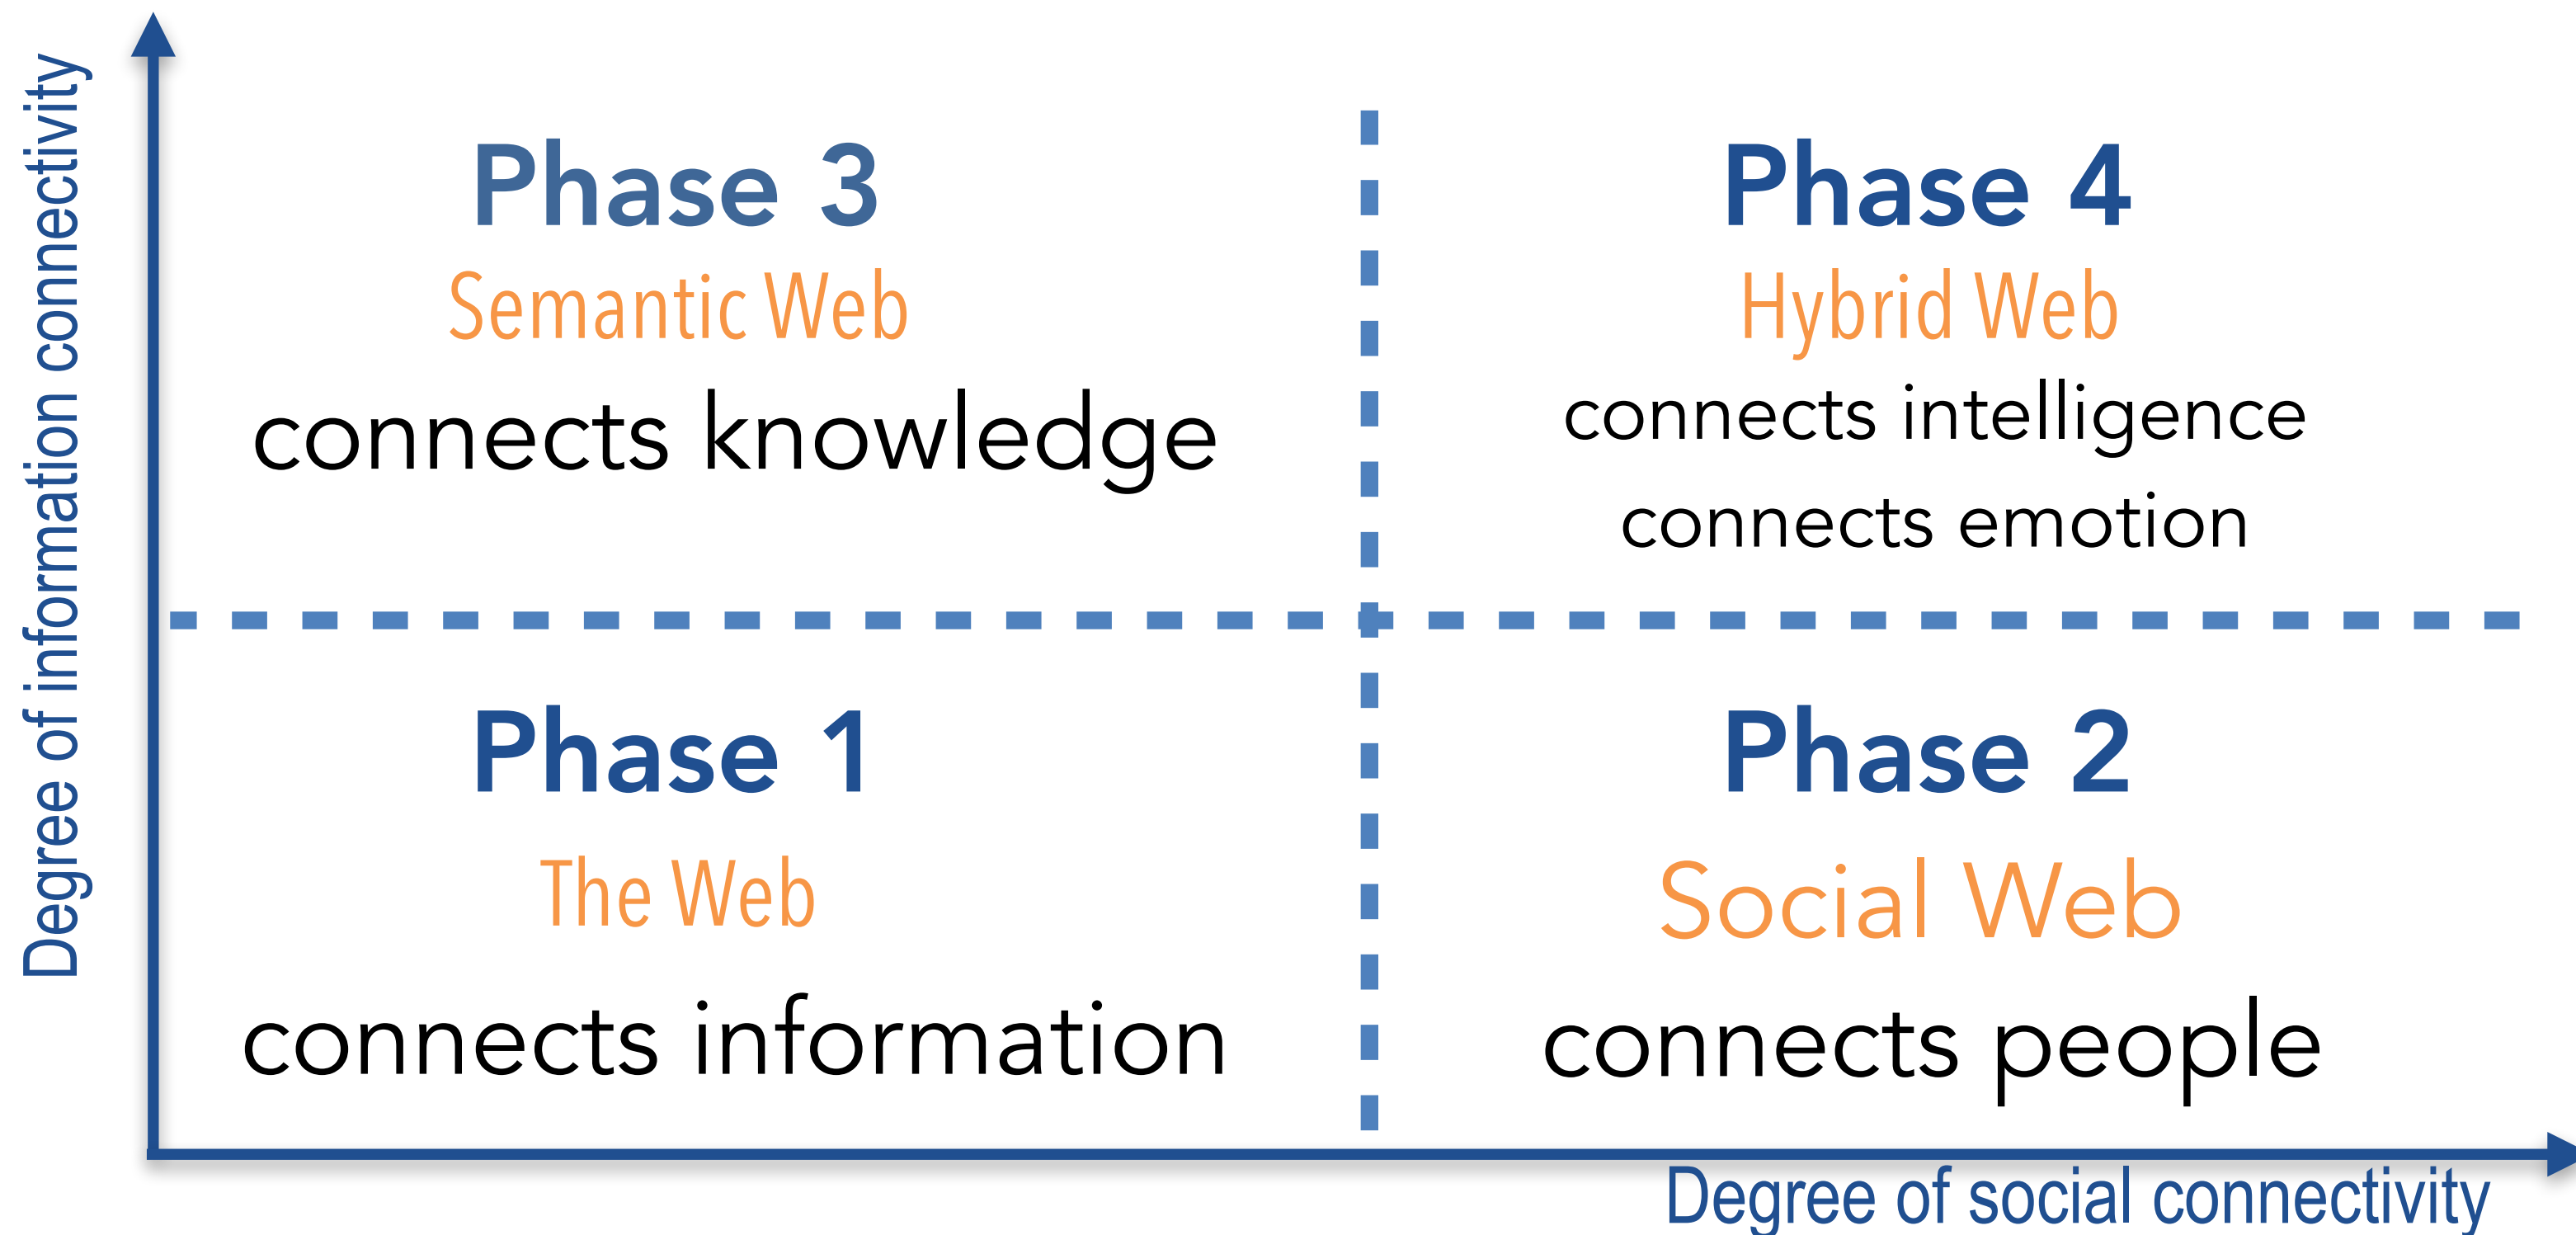 Degree of information connectivity
Phase 3
Semantic Web
connects knowledge
Phase 4
Hybrid Web
connects intelligence
connects emotion
Phase 1
The Web
connects information
Phase 2
Social Web
connects people
Degree of social connectivity